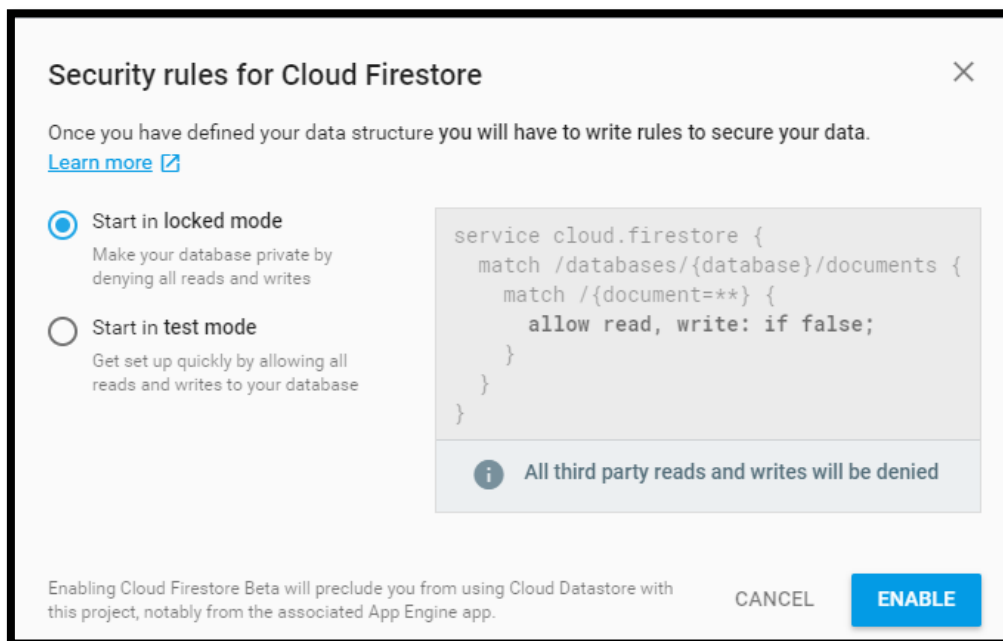 Security rules for Cloud Firestore
Once you have defined your data structure you will have to write rules to secure your data.
Learn more
Start in locked mode
Make your database private by
denying all reads and writes
Start in test mode
Get set up quickly by allowing all
reads and writes to your database
service cloud.firestore {
match /databases/{database}/documents {
match /{document=**} {
allow read, write: if false;
}
}
}
All third party reads and writes will be denied
Enabling Cloud Firestore Beta will preclude you from using Cloud Datastore with
this project, notably from the associated App Engine app.
CANCEL
ENABLE